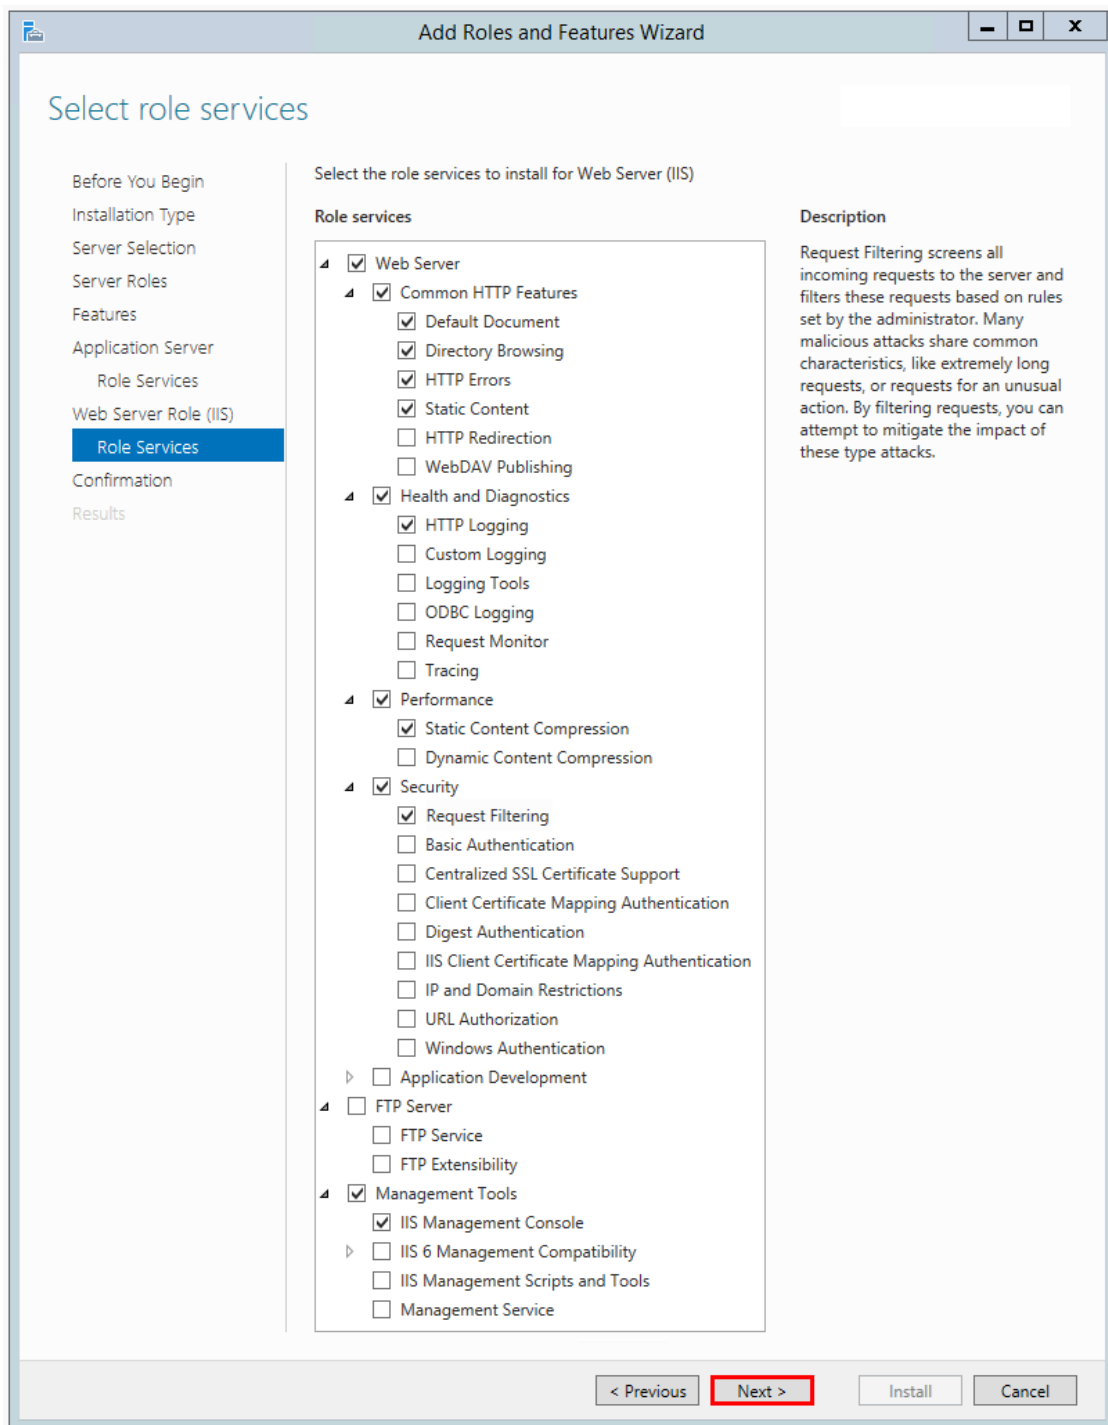 Add Roles and Features Wizard
Select role services
Before You Begin
Installation Type
Server Selection
Server Roles
Features
Application Server
Role Services
Web Server Role (IIS)
Role Services
Confirmation
Results
Select the role services to install for Web Server (IIS)
Role services
Web Server
Common HTTP Features
Default Document
Directory Browsing
HTTP Errors
Static Content
HTTP Redirection
WebDAV Publishing
Health and Diagnostics
HTTP Logging
Custom Logging
Logging Tools
ODBC Logging
Request Monitor
Tracing
Performance
Static Content Compression
Dynamic Content Compression
Security
Request Filtering
Basic Authentication
Centralized SSL Certificate Support
Client Certificate Mapping Authentication
Digest Authentication
IIS Client Certificate Mapping Authentication
IP and Domain Restrictions
URL Authorization
Windows Authentication
Application Development
FTP Server
FTP Service
FTP Extensibility
Management Tools
IIS Management Console
IIS 6 Management Compatibility
IIS Management Scripts and Tools
Management Service
Description
Request Filtering screens all
incoming requests to the server and
filters these requests based on rules
set by the administrator. Many
malicious attacks share common
characteristics, like extremely long
requests, or requests for an unusual
action. By filtering requests, you can
attempt to mitigate the impact of
these type attacks.
< Previous
Next >
Install
Cancel